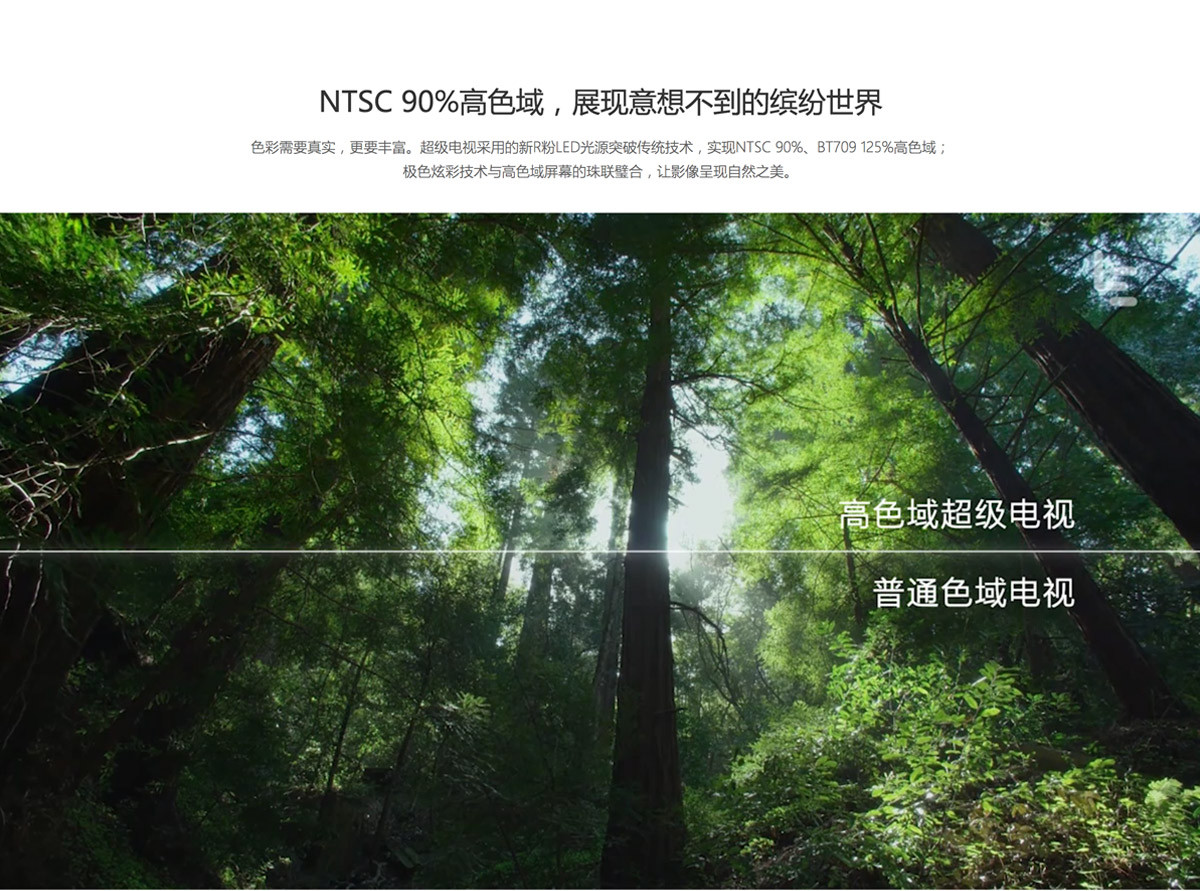 NTSC 90%高色域，展现意想不到的缤纷世界
色彩需要真实，更要丰富。超级电视采用的新R粉LED光源突破传统技术，实现NTSC 90%、BT709 125%高色域；
极色炫彩技术与高色域屏幕的珠联璧合，让影像呈现自然之美。
高色域超级电视
普通色域电视